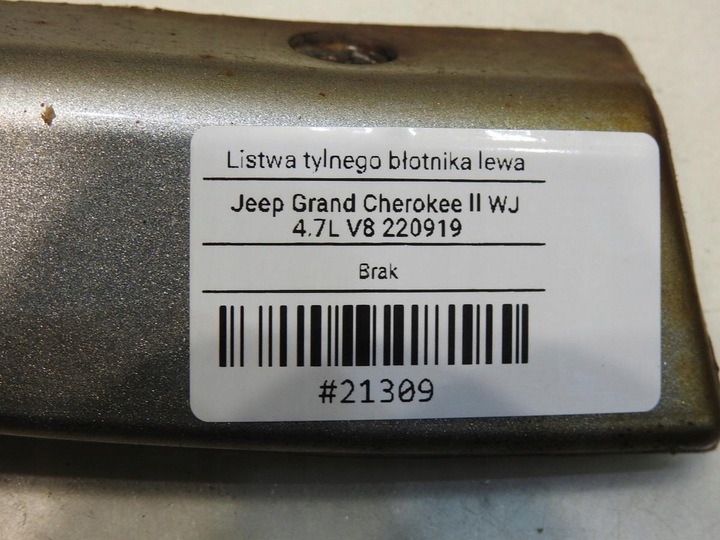 Listwa tylnego błotnika lewa
Jeep Grand Cherokee II WJ
4.7L V8 220919
Brak
#21309